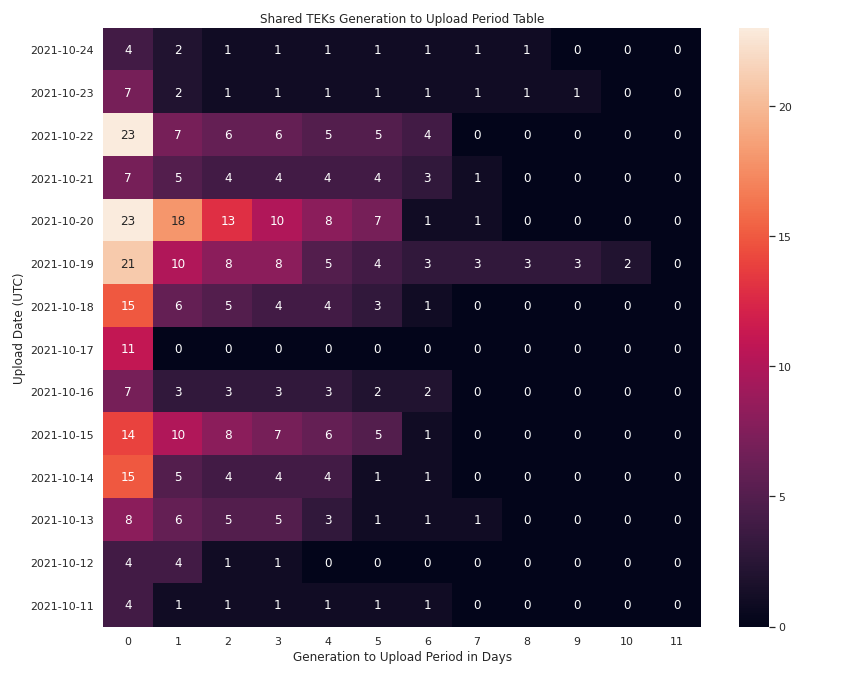 Shared TEKs Generation to Upload Period Table
Upload Date (UTC)
2021-10-24 4 2 1 1 1 1 1 1 1 0 0 0
2021-10-23 7 2 1 1 1 1 1 1 1 1 0 0
2021-10-22 23 7 6 6 5 5 4 0 0 0 0 0
2021-10-21 7 5 4 4 4 4 3 1 0 0 0 0
2021-10-20 23 18 13 10 8 7 1 1 0 0 0 0
2021-10-19 21 10 8 8 5 4 3 3 3 3 2 0
2021-10-18 15 6 5 4 4 3 1 0 0 0 0 0
2021-10-17 11 0 0 0 0 0 0 0 0 0 0 0
2021-10-16 7 3 3 3 3 2 2 0 0 0 0 0
2021-10-15 14 10 8 7 6 5 1 0 0 0 0 0
2021-10-14 15 5 4 4 4 1 1 0 0 0 0 0
2021-10-13 8 6 5 5 3 1 1 1 0 0 0 0
2021-10-12 4 4 1 1 0 0 0 0 0 0 0 0
2021-10-11 4 1 1 1 1 1 1 0 0 0 0 0
0 1 2 3 4 5 6 7 8 9 10 11
Generation to Upload Period in Days
20
15
10
5
0